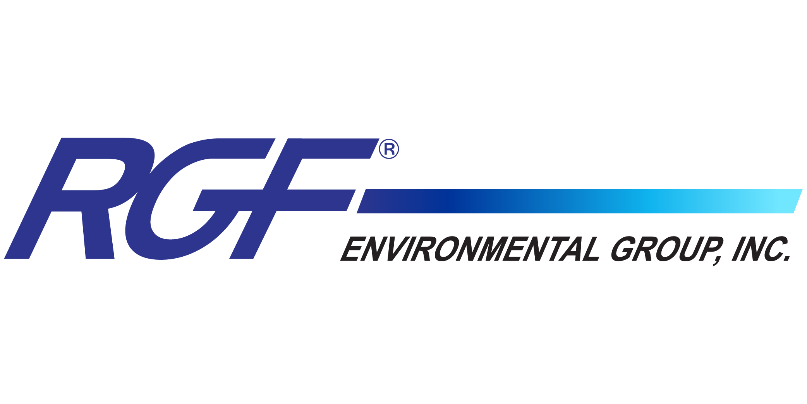 RGF®
ENVIRONMENTAL GROUP, INC.